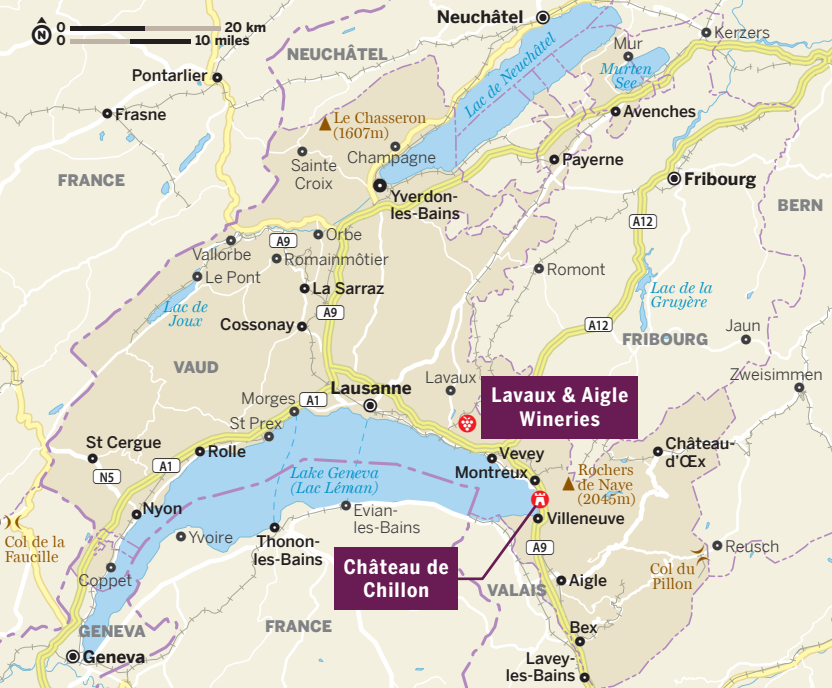 0 20 km
0 10 miles
N
Neuchâtel
Kerzers
Mur
NEUCHÂTEL
Murten
See
Lac de Neuchâtel
Pontarlier
Frasne
Le Chasseron
(1607m)
Avenches
Sainte
Croix
Champagne
Payerne
FRANCE
Fribourg
Yverdon-
les-Bains
BERN
A12
Orbe
A9
Vallorbe
Romainmôtier
Le Pont
Romont
La Sarraz
Lac de la
Gruyère
Lac de
Joux
A9
Cossonay
A12
Jaun
FRIBOURG
VAUD
Zweisimmen
Lavaux
Lausanne
Morges
A1
Lavaux & Aigle
Wineries
St Prex
St Cergue
Château-
d'Œx
Rolle
Vevey
A1
N5
Montreux
Lake Geneva
(Lac Léman)
Rochers
de Naye
(2045m)
Nyon
Evian-
les-Bains
Villeneuve
Col de la
Faucille
Yvoire
Thonon-
les-Bains
A9
Reusch
Château de
Chillon
Col du
Pillon
Coppet
Aigle
VALAIS
GENEVA
FRANCE
Bex
Geneva
Lavey-
les-Bains